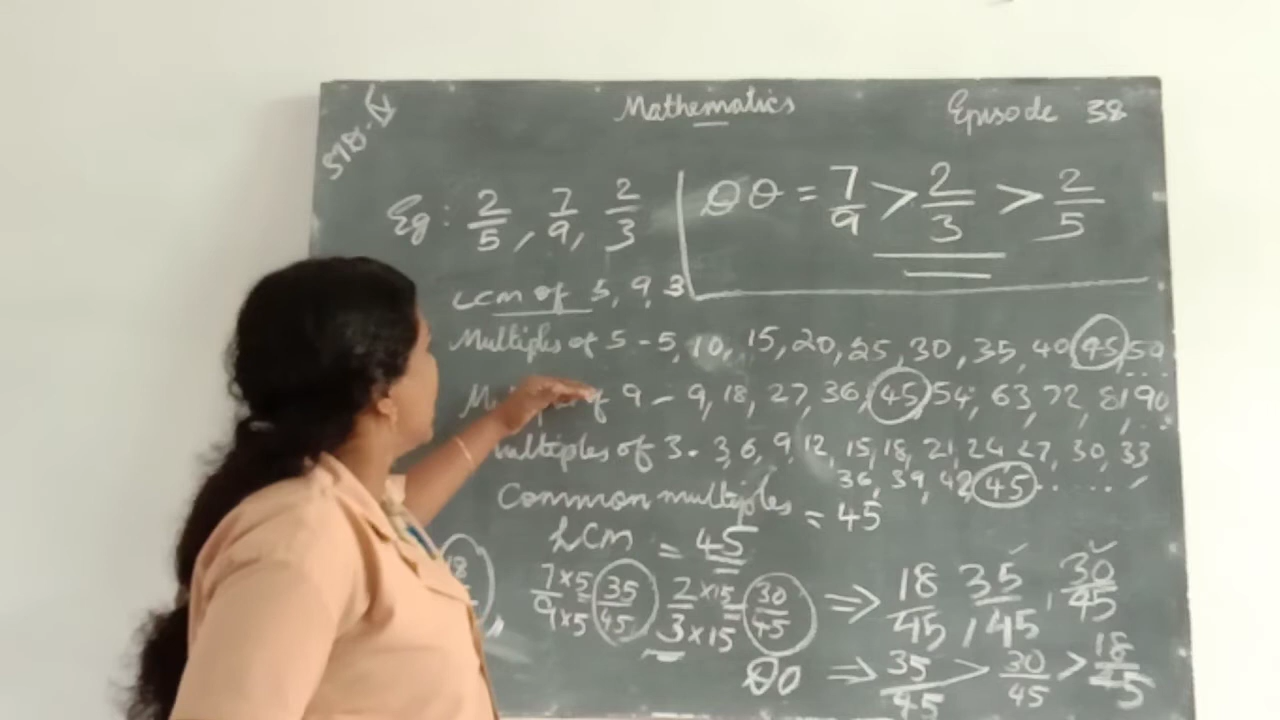 STD-IV
Mathematics
Episode 38
Eg: 2/5, 7/9, 2/3
DO = 7/9 > 2/3 > 2/5
LCM of 5, 9, 3
Multiples of 5 - 5, 10, 15, 20, 25, 30, 35, 40 45, 50 ....
of 9 - 9, 18, 27, 36, 45, 54, 63, 72, 81 90 ...
multiples of 3 - 3, 6, 9, 12, 15, 18, 21, 24 27, 30, 33
36, 39, 42, 45 ......
Common multiples = 45
LCM = 45
18
7×5/9×5 = 35/45 2×15/3×15 = 30/45 ⇒ 18/45, 35/45, 30/45
DO ⇒ 35/45 > 30/45 > 18/45